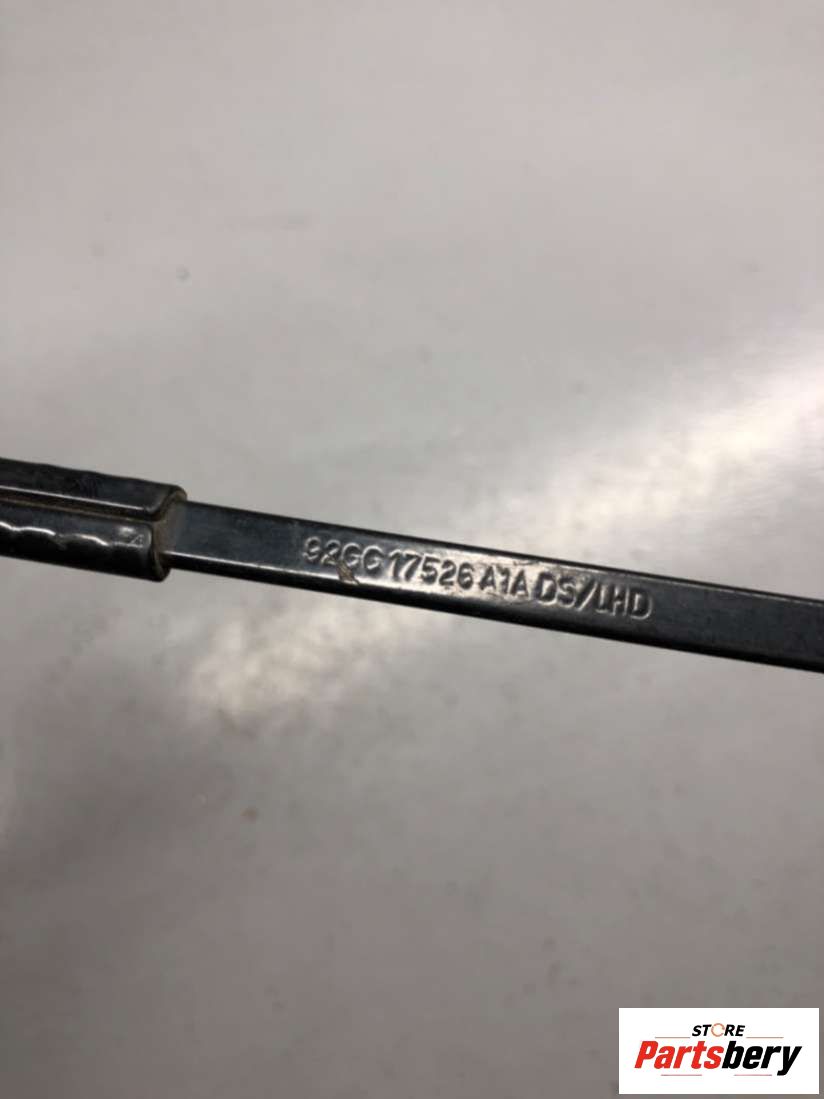 92GG 17526 A1A DS/LHD
STORE
Partsbery